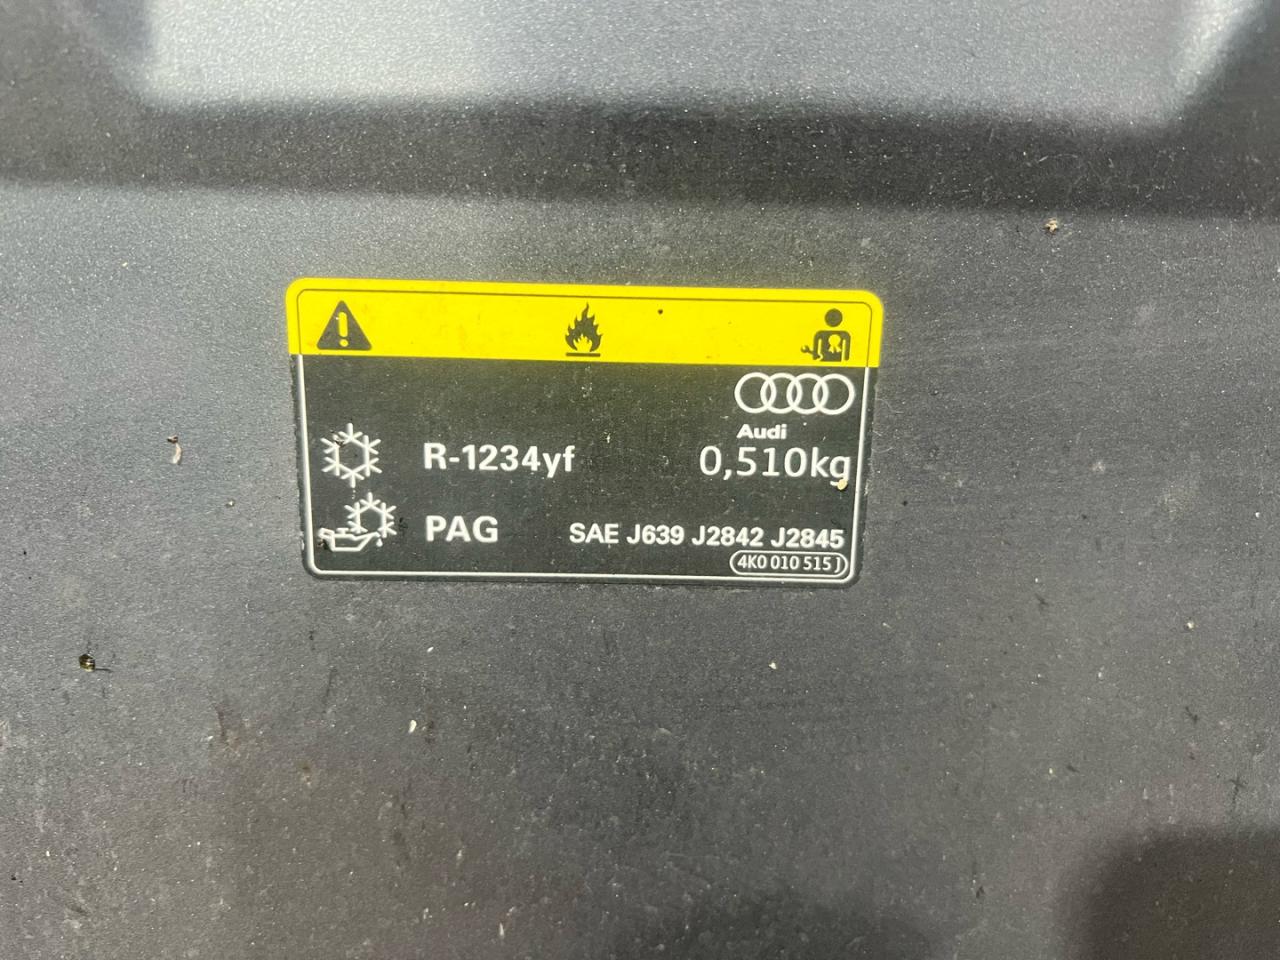 Audi
R-1234yf 0,510kg
PAG SAE J639 J2842 J2845
4K0 010 515 J